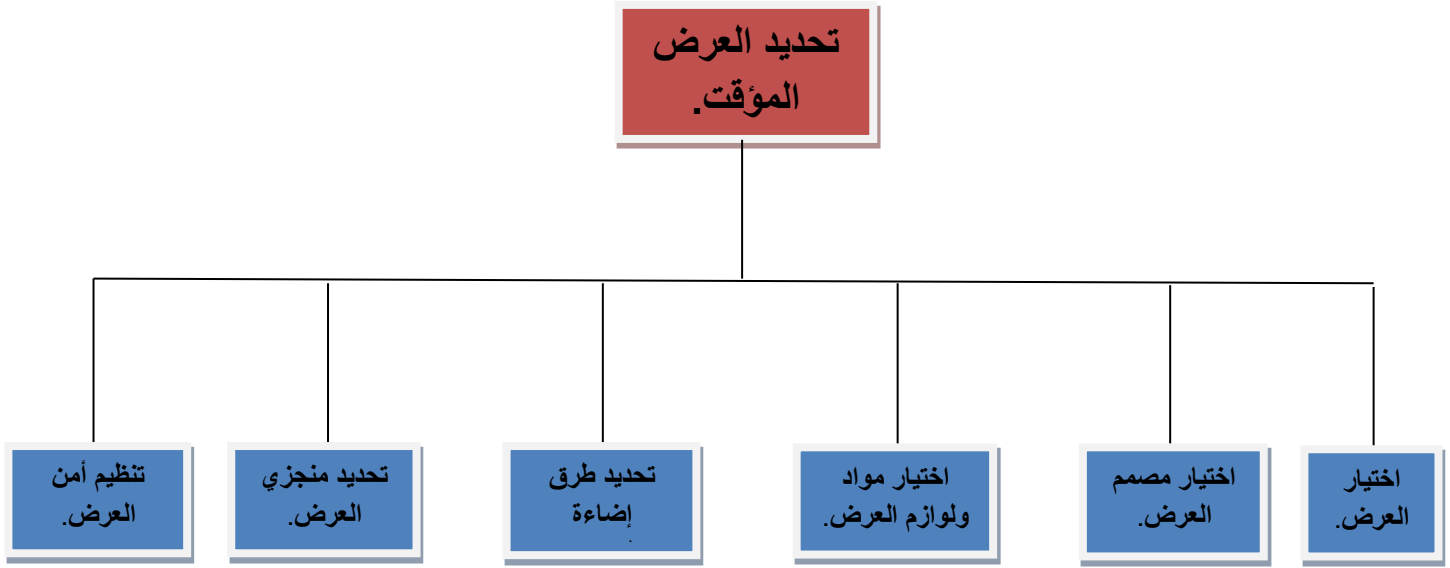 تحديد العرض
المؤقت.
اختيار
العرض.
اختيار مصمم
العرض.
اختيار مواد
ولوازم العرض.
تحديد طرق
إضاءة
تحديد منجزي
العرض.
تنظيم أمن
العرض.